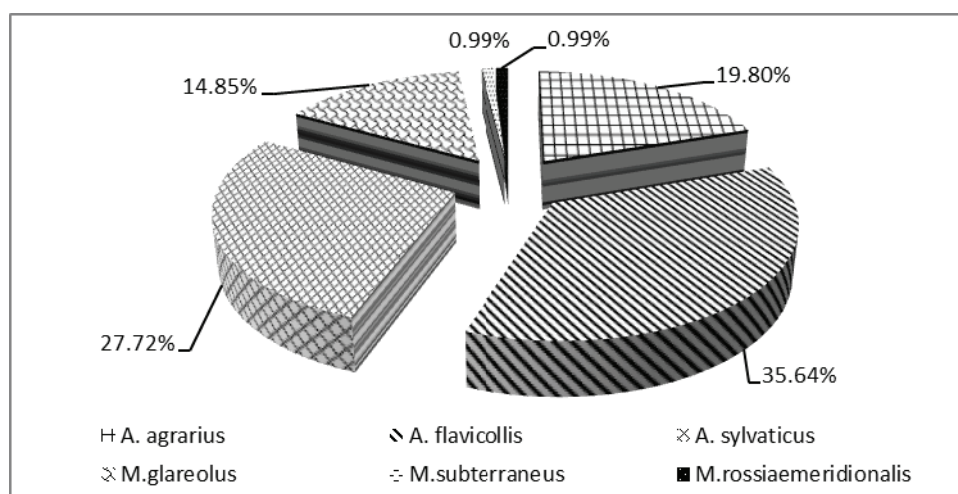 0.99% 0.99%
14.85% 19.80%
27.72% 35.64%
A. agrarius A. flavicollis A. sylvaticus
M.glareolus M.subterraneus M.rossiaemeridionalis